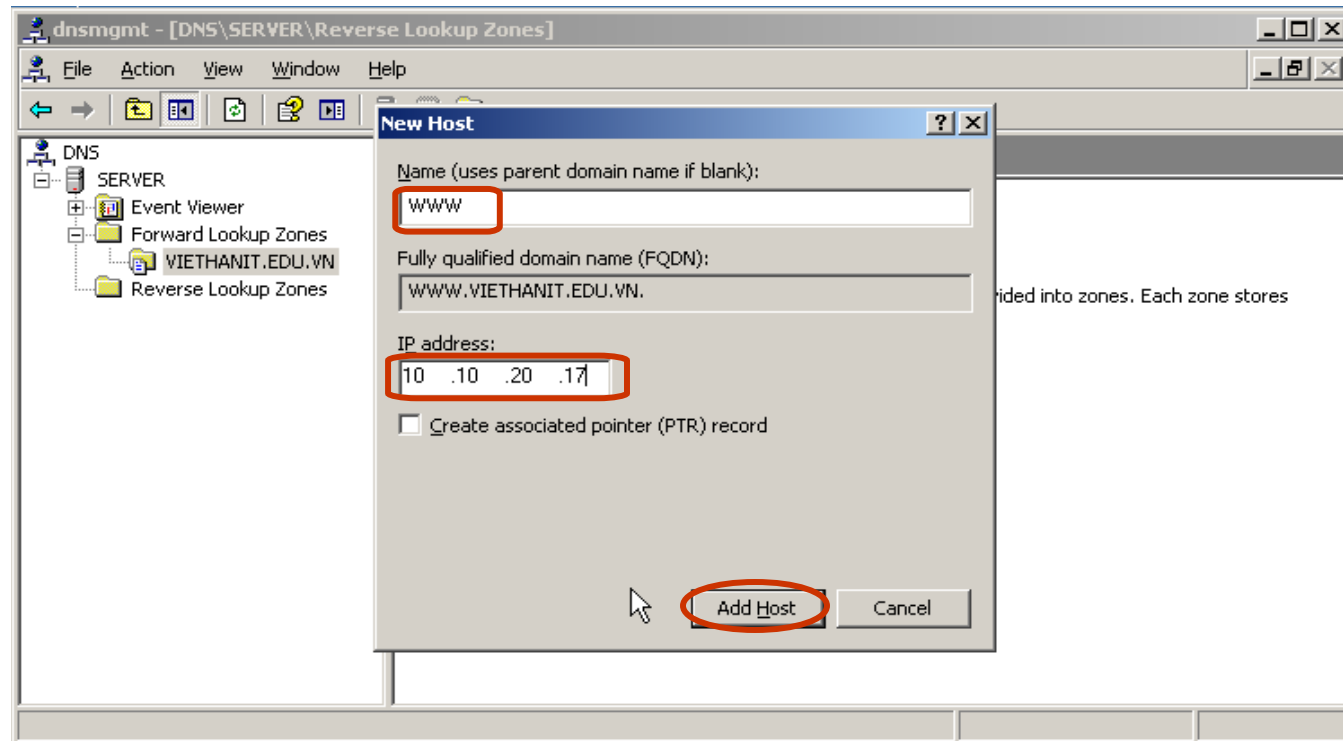 dnsmgmt - [DNS\SERVER\Reverse Lookup Zones]
File Action View Window Help
DNS
SERVER
Event Viewer
Forward Lookup Zones
VIETHANIT.EDU.VN
Reverse Lookup Zones
vided into zones. Each zone stores
New Host
Name (uses parent domain name if blank):
WWW
Fully qualified domain name (FQDN):
WWW.VIETHANIT.EDU.VN.
IP address:
10 .10 .20 .17
Create associated pointer (PTR) record
Add Host Cancel